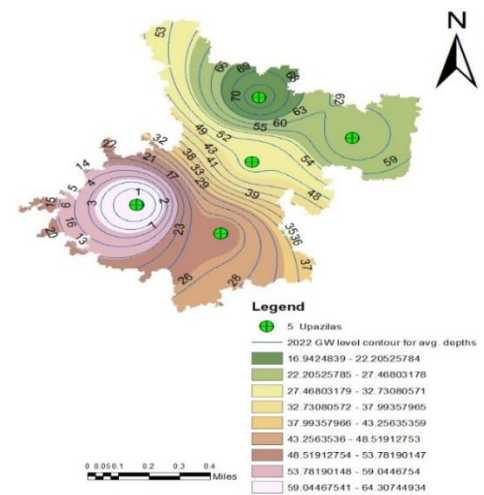 N
53
66
69
68
70
62
63
60
55
52
49
59
54
43
41
38
33
29
39
48
32
22
21
17
14
5
4
3
1
2
7
6
15
16
13
20
23
26
28
35
36
37
Legend
5 Upazilas
2022 GW level contour for avg. depths
16.9424839 - 22.20525784
22.20525785 - 27.46803178
27.46803179 - 32.73080571
32.73080572 - 37.99357965
37.99357966 - 43.25635359
43.2563536 - 48.51912753
48.51912754 - 53.78190147
53.78190148 - 59.0446754
59.04467541 - 64.30744934
0 0.05 0.1 0.2 0.3 0.4
Miles